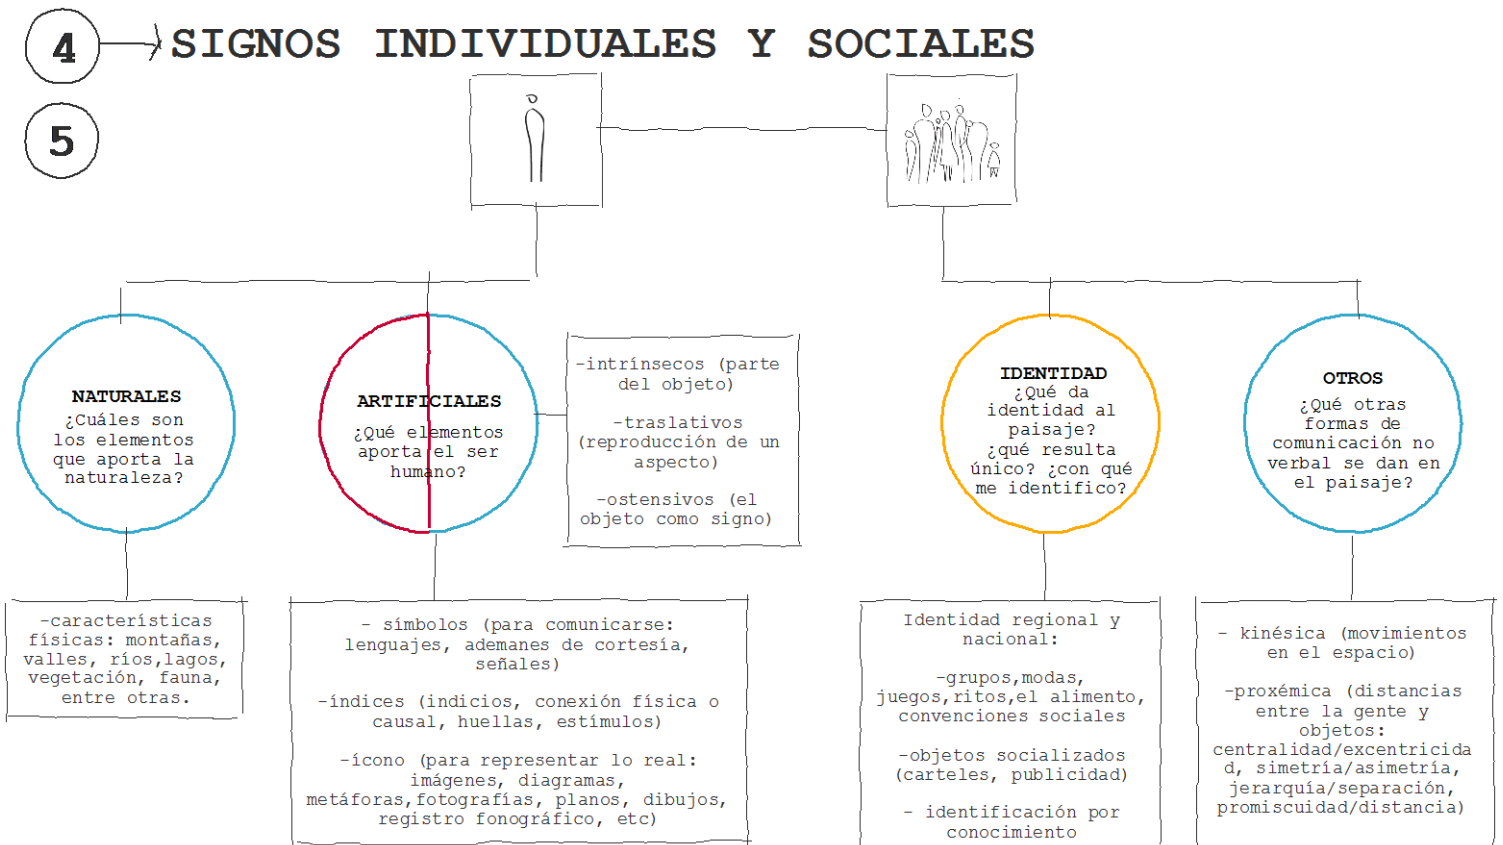 4
SIGNOS INDIVIDUALES Y SOCIALES
5
NATURALES
¿Cuáles son
los elementos
que aporta la
naturaleza?
ARTIFICIALES
¿Qué elementos
aporta el ser
humano?
-intrínsecos (parte
del objeto)
-traslativos
(reproducción de un
aspecto)
-ostensivos (el
objeto como signo)
IDENTIDAD
¿Qué da
identidad al
paisaje?
¿qué resulta
único? ¿con qué
me identifico?
OTROS
¿Qué otras
formas de
comunicación no
verbal se dan en
el paisaje?
-características
físicas: montañas,
valles, ríos,lagos,
vegetación, fauna,
entre otras.
- símbolos (para comunicarse:
lenguajes, ademanes de cortesía,
señales)
-índices (indicios, conexión física o
causal, huellas, estímulos)
-ícono (para representar lo real:
imágenes, diagramas,
metáforas,fotografías, planos, dibujos,
registro fonográfico, etc)
Identidad regional y
nacional:
-grupos,modas,
juegos,ritos,el alimento,
convenciones sociales
-objetos socializados
(carteles, publicidad)
- identificación por
conocimiento
- kinésica (movimientos
en el espacio)
-proxémica (distancias
entre la gente y
objetos:
centralidad/excentricida
d, simetría/asimetría,
jerarquía/separación,
promiscuidad/distancia)